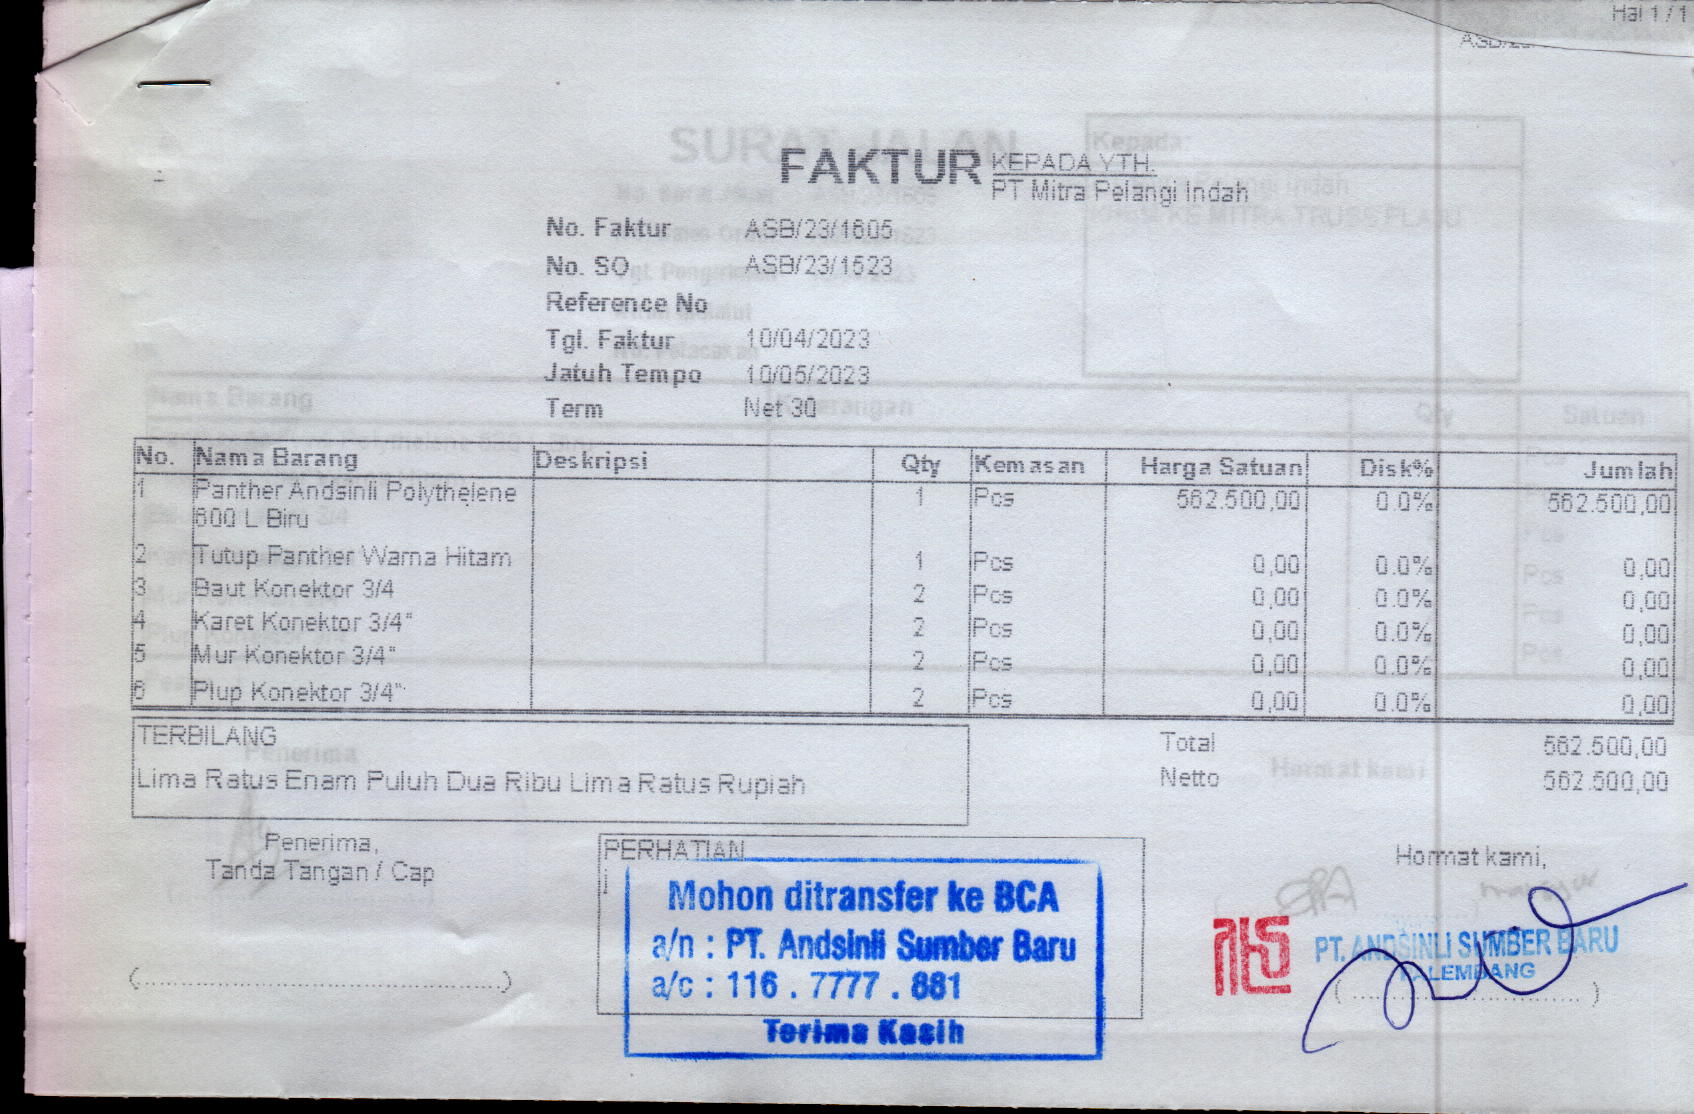 Hal 1 / 1
FAKTUR
KEPADA YTH.
PT Mitra Pelangi Indah
No. Faktur ASB/23/1605
No. SO ASB/23/1523
Reference No
Tgl. Faktur 10/04/2023
Jatuh Tempo 10/05/2023
Term Net 30
No. Nama Barang Deskripsi Qty Kemasan Harga Satuan Disk% Jumlah
1 Panther Andsinli Polythelene 1 Pcs 562.500,00 0.0% 562.500,00
600 L Biru
2 Tutup Panther Warna Hitam 1 Pcs 0,00 0.0% 0,00
3 Baut Konektor 3/4 2 Pcs 0,00 0.0% 0,00
4 Karet Konektor 3/4" 2 Pcs 0,00 0.0% 0,00
5 Mur Konektor 3/4" 2 Pcs 0,00 0.0% 0,00
6 Plup Konektor 3/4" 2 Pcs 0,00 0.0% 0,00
TERBILANG
Lima Ratus Enam Puluh Dua Ribu Lima Ratus Rupiah
Total 562.500,00
Netto 562.500,00
Penerima,
Tanda Tangan / Cap
(....................................................)
PERHATIAN
Mohon ditransfer ke BCA
a/n : PT. Andsinli Sumber Baru
a/c : 116 . 7777 . 881
Terima Kasih
Hormat kami,
PT. ANDSINLI SUMBER BARU